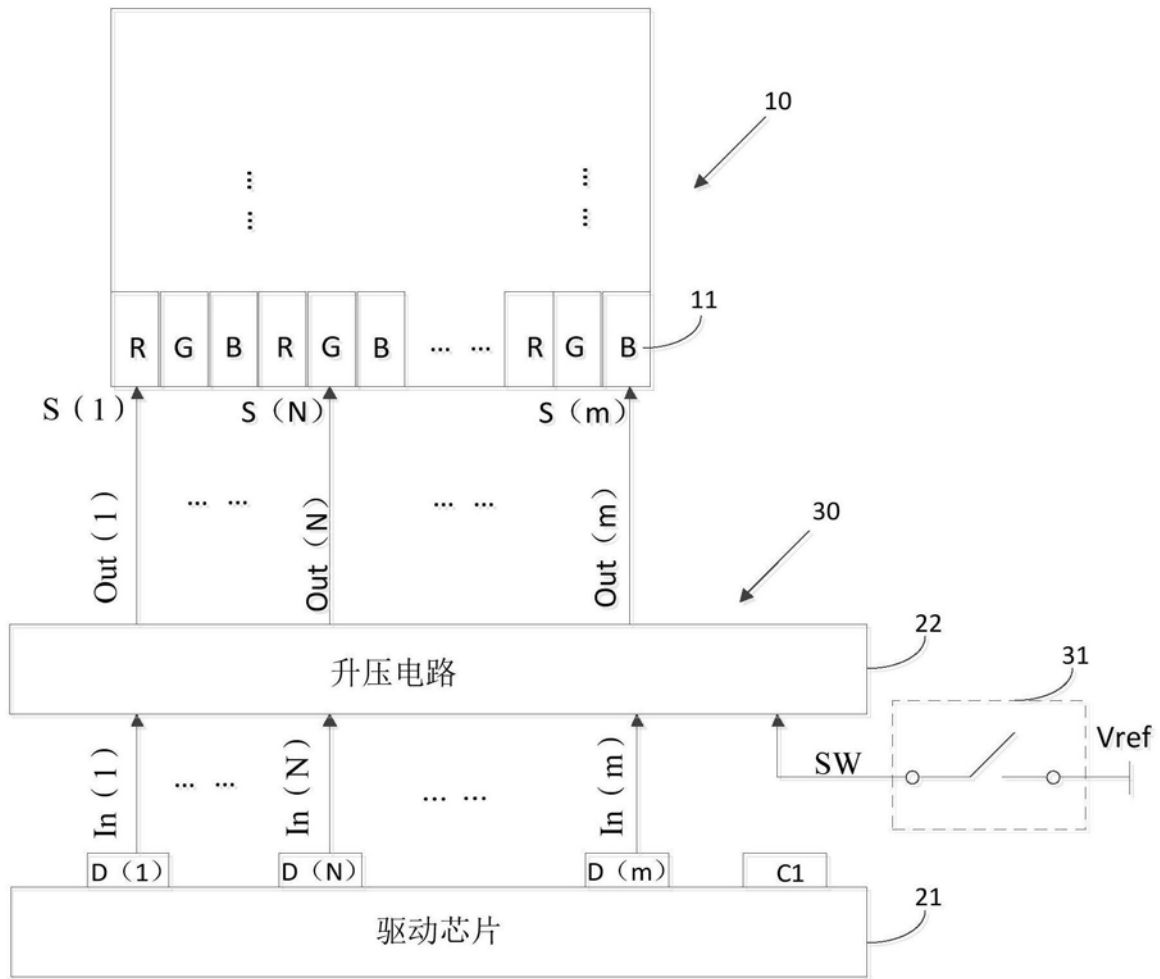 10
R G B R G B ... ... R G B
11
S（1） S（N） S（m）
Out（1） ... ... Out（N） ... ... Out（m）
30
22
升压电路
31
In（1） ... ... In（N） ... ... In（m）
SW
Vref
D（1） D（N） D（m） C1
21
驱动芯片